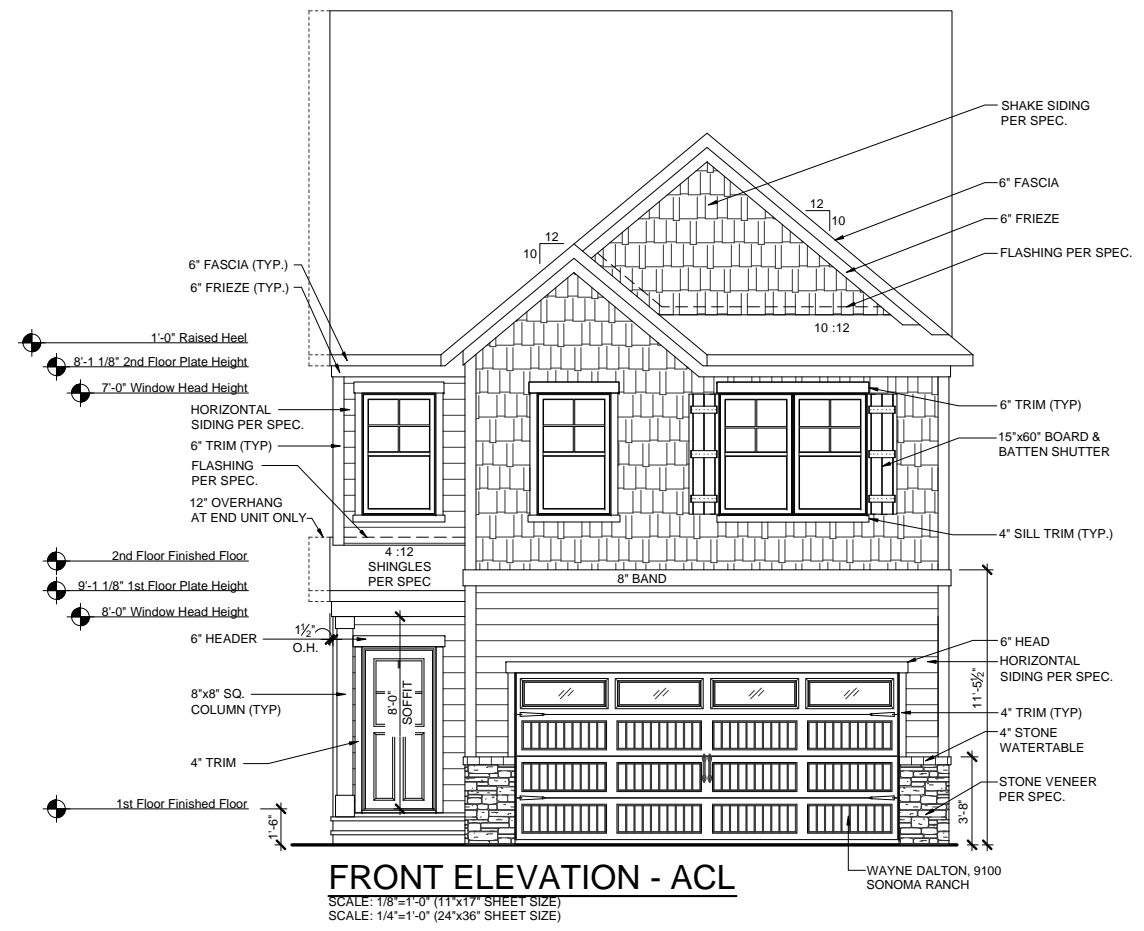 SHAKE SIDING
PER SPEC.
12
10
6" FASCIA
6" FRIEZE
FLASHING PER SPEC.
12
10
6" FASCIA (TYP.)
6" FRIEZE (TYP.)
10 :12
1'-0" Raised Heel
8'-1 1/8" 2nd Floor Plate Height
7'-0" Window Head Height
HORIZONTAL
SIDING PER SPEC.
6" TRIM (TYP)
FLASHING
PER SPEC.
12" OVERHANG
AT END UNIT ONLY
6" TRIM (TYP)
15"x60" BOARD &
BATTEN SHUTTER
4" SILL TRIM (TYP.)
2nd Floor Finished Floor
4 :12
SHINGLES
PER SPEC
8" BAND
9'-1 1/8" 1st Floor Plate Height
8'-0" Window Head Height
1½"
O.H.
6" HEADER
8"x8" SQ.
COLUMN (TYP)
4" TRIM
8'-0"
SOFFIT
6" HEAD
HORIZONTAL
SIDING PER SPEC.
11'-5½"
4" TRIM (TYP)
4" STONE
WATERTABLE
STONE VENEER
PER SPEC.
3'-8"
1st Floor Finished Floor
1'-6"
WAYNE DALTON, 9100
SONOMA RANCH
FRONT ELEVATION - ACL
SCALE: 1/8"=1'-0" (11"x17" SHEET SIZE)
SCALE: 1/4"=1'-0" (24"x36" SHEET SIZE)